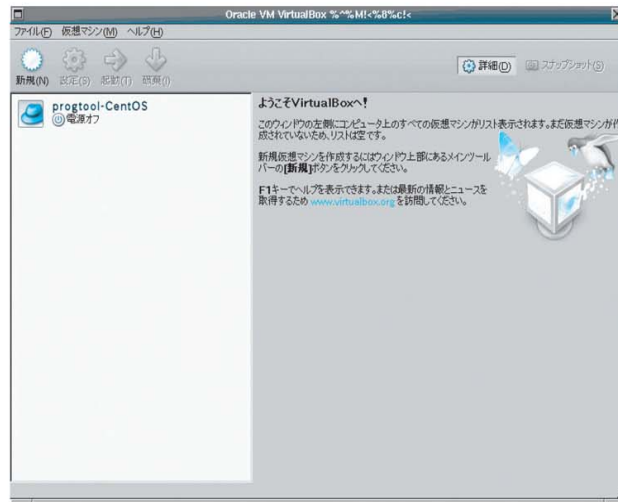 Oracle VM VirtualBox %^%M!<%8%c!<
ファイル(F) 仮想マシン(M) ヘルプ(H)
新規(N) 設定(S) 起動(T)
詳細(D) スナップショット(S)
progtool-CentOS
電源オフ
ようこそVirtualBoxへ!
このウィンドウの左側にコンピュータ上のすべての仮想マシンがリスト表示されます。まだ仮想マシンが作
成されていないため、リストは空です。
新規仮想マシンを作成するにはウィンドウ上部にあるメインツール
バーの[新規]ボタンをクリックしてください。
F1キーでヘルプを表示できます。または最新の情報とニュースを
取得するため www.virtualbox.org を訪問してください。